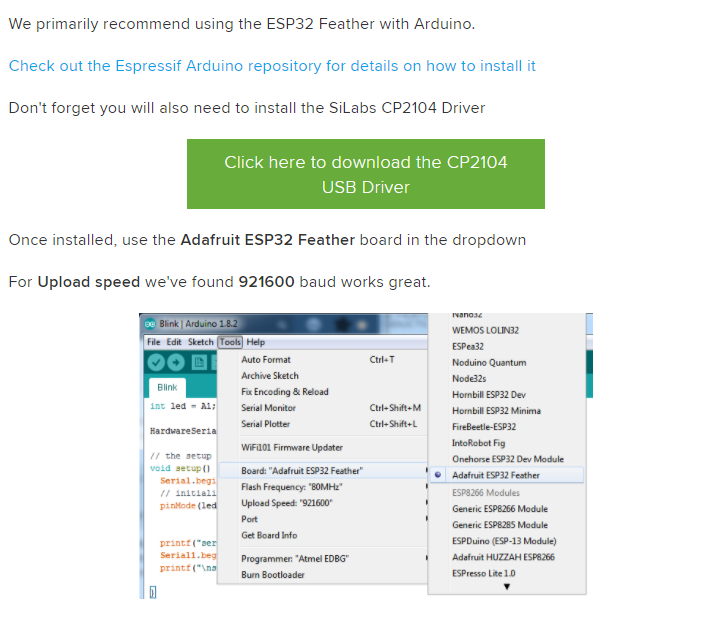 We primarily recommend using the ESP32 Feather with Arduino.
Check out the Espressif Arduino repository for details on how to install it
Don't forget you will also need to install the SiLabs CP2104 Driver
Click here to download the CP2104
USB Driver
Once installed, use the Adafruit ESP32 Feather board in the dropdown
For Upload speed we've found 921600 baud works great.
Blink | Arduino 1.8.2
File Edit Sketch Tools Help
Blink
int led = A1;
HardwareSeria
// the setup
void setup()
Serial.begi
// initiali
pinMode(led
printf("ser
Serial1.beg
printf("\ns
}
Auto Format Ctrl+T
Archive Sketch
Fix Encoding & Reload
Serial Monitor Ctrl+Shift+M
Serial Plotter Ctrl+Shift+L
WiFi101 Firmware Updater
Board: "Adafruit ESP32 Feather"
Flash Frequency: "80MHz"
Upload Speed: "921600"
Port
Get Board Info
Programmer: "Atmel EDBG"
Burn Bootloader
Nano32
WEMOS LOLIN32
ESPea32
Noduino Quantum
Node32s
Hornbill ESP32 Dev
Hornbill ESP32 Minima
FireBeetle-ESP32
IntoRobot Fig
Onehorse ESP32 Dev Module
Adafruit ESP32 Feather
ESP8266 Modules
Generic ESP8266 Module
Generic ESP8285 Module
ESPDuino (ESP-13 Module)
Adafruit HUZZAH ESP8266
ESPresso Lite 1.0